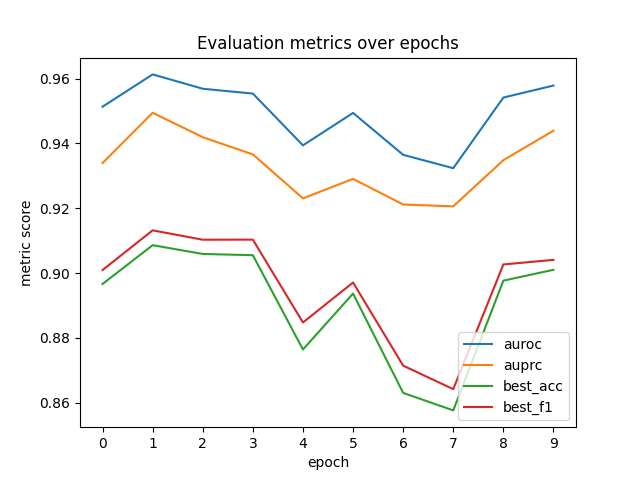 Evaluation metrics over epochs
metric score
0.96
0.94
0.92
0.90
0.88
0.86
auroc
auprc
best_acc
best_f1
0 1 2 3 4 5 6 7 8 9
epoch